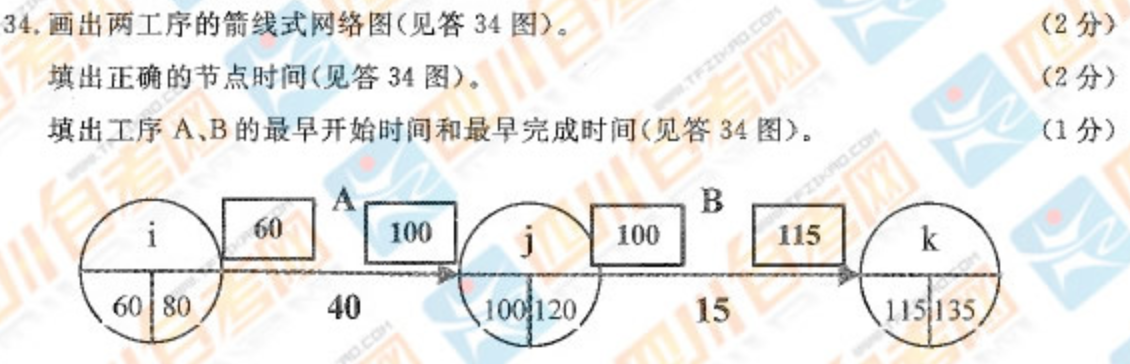 34. 画出两工序的箭线式网络图(见答 34 图)。 (2 分)
填出正确的节点时间(见答 34 图)。 (2 分)
填出工序 A、B 的最早开始时间和最早完成时间(见答 34 图)。 (1 分)
A B
i 60 100 j 100 115 k
60 80 40 100 120 15 115 135